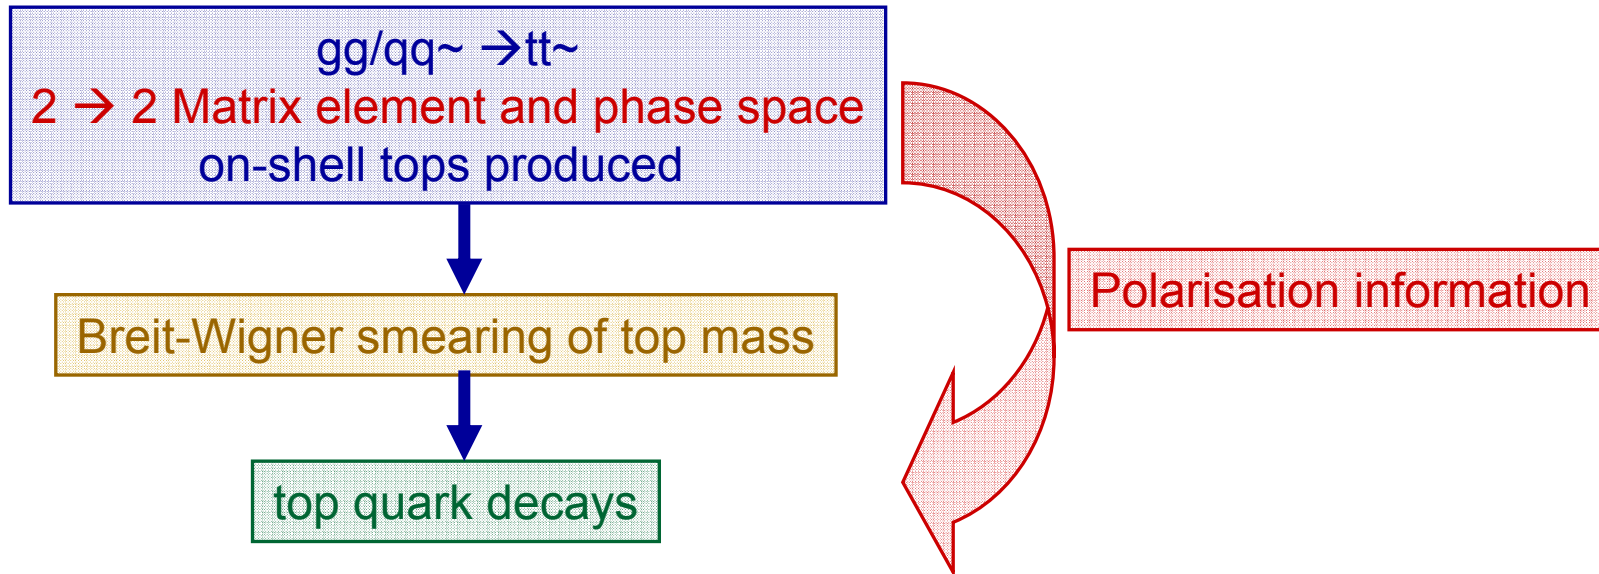 gg/qq~ →tt~
2 → 2 Matrix element and phase space
on-shell tops produced
Polarisation information
Breit-Wigner smearing of top mass
top quark decays